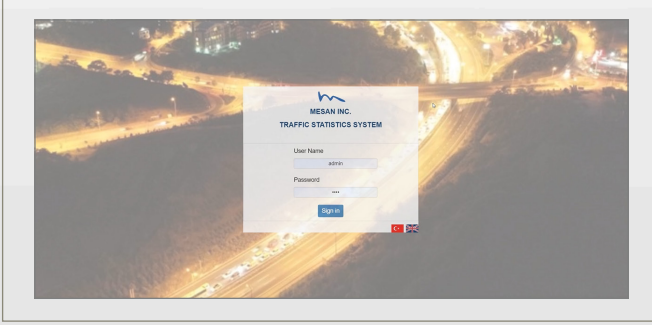 MESAN INC.
TRAFFIC STATISTICS SYSTEM
User Name
admin
Password
••••
Sign in